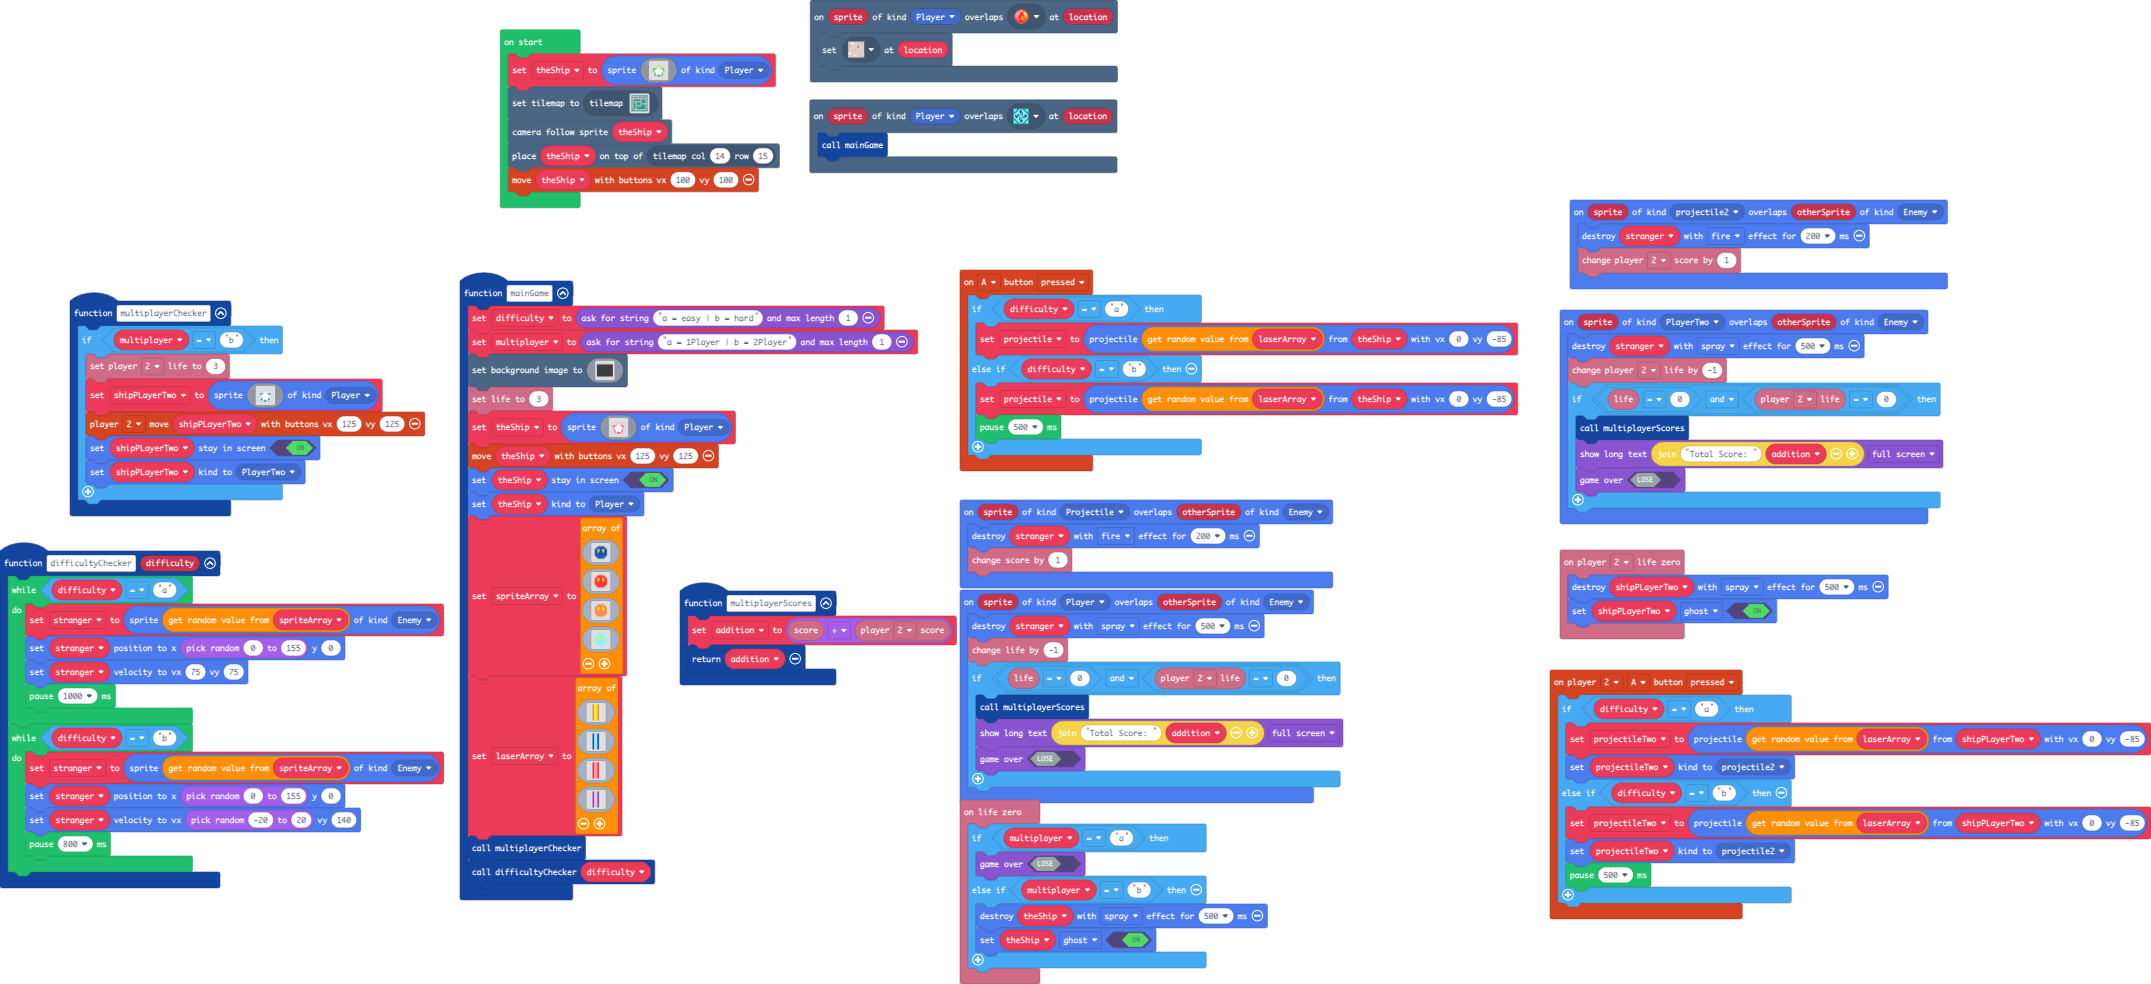 on start
set theShip to sprite of kind Player
set tilemap to tilemap
camera follow sprite theShip
place theShip on top of tilemap col 14 row 15
move theShip with buttons vx 100 vy 100
on sprite of kind Player overlaps at location
set at location
on sprite of kind Player overlaps at location
call mainGame
function multiplayerChecker
if multiplayer = "b" then
set player 2 life to 3
set shipPLayerTwo to sprite of kind Player
player 2 move shipPLayerTwo with buttons vx 125 vy 125
set shipPLayerTwo stay in screen ON
set shipPLayerTwo kind to PlayerTwo
function difficultyChecker difficulty
while difficulty = "a"
do
set stranger to sprite get random value from spriteArray of kind Enemy
set stranger position to x pick random 0 to 155 y 0
set stranger velocity to vx 75 vy 75
pause 1000 ms
while difficulty = "b"
do
set stranger to sprite get random value from spriteArray of kind Enemy
set stranger position to x pick random 0 to 155 y 0
set stranger velocity to vx pick random -20 to 20 vy 140
pause 800 ms
function mainGame
set difficulty to ask for string "a = easy | b = hard" and max length 1
set multiplayer to ask for string "a = 1Player | b = 2Player" and max length 1
set background image to
set life to 3
set theShip to sprite of kind Player
move theShip with buttons vx 125 vy 125
set theShip stay in screen ON
set theShip kind to Player
set spriteArray to array of
set laserArray to array of
call multiplayerChecker
call difficultyChecker difficulty
function multiplayerScores
set addition to score + player 2 score
return addition
on A button pressed
if difficulty = "a" then
set projectile to projectile get random value from laserArray from theShip with vx 0 vy -85
else if difficulty = "b" then
set projectile to projectile get random value from laserArray from theShip with vx 0 vy -85
pause 500 ms
on sprite of kind Projectile overlaps otherSprite of kind Enemy
destroy stranger with fire effect for 200 ms
change score by 1
on sprite of kind Player overlaps otherSprite of kind Enemy
destroy stranger with spray effect for 500 ms
change life by -1
if life = 0 and player 2 life = 0 then
call multiplayerScores
show long text join "Total Score: " addition full screen
game over LOSE
on life zero
if multiplayer = "a" then
game over LOSE
else if multiplayer = "b" then
destroy theShip with spray effect for 500 ms
set theShip ghost ON
on sprite of kind projectile2 overlaps otherSprite of kind Enemy
destroy stranger with fire effect for 200 ms
change player 2 score by 1
on sprite of kind PlayerTwo overlaps otherSprite of kind Enemy
destroy stranger with spray effect for 500 ms
change player 2 life by -1
if life = 0 and player 2 life = 0 then
call multiplayerScores
show long text join "Total Score: " addition full screen
game over LOSE
on player 2 life zero
destroy shipPLayerTwo with spray effect for 500 ms
set shipPLayerTwo ghost ON
on player 2 A button pressed
if difficulty = "a" then
set projectileTwo to projectile get random value from laserArray from shipPLayerTwo with vx 0 vy -85
set projectileTwo kind to projectile2
else if difficulty = "b" then
set projectileTwo to projectile get random value from laserArray from shipPLayerTwo with vx 0 vy -85
set projectileTwo kind to projectile2
pause 500 ms